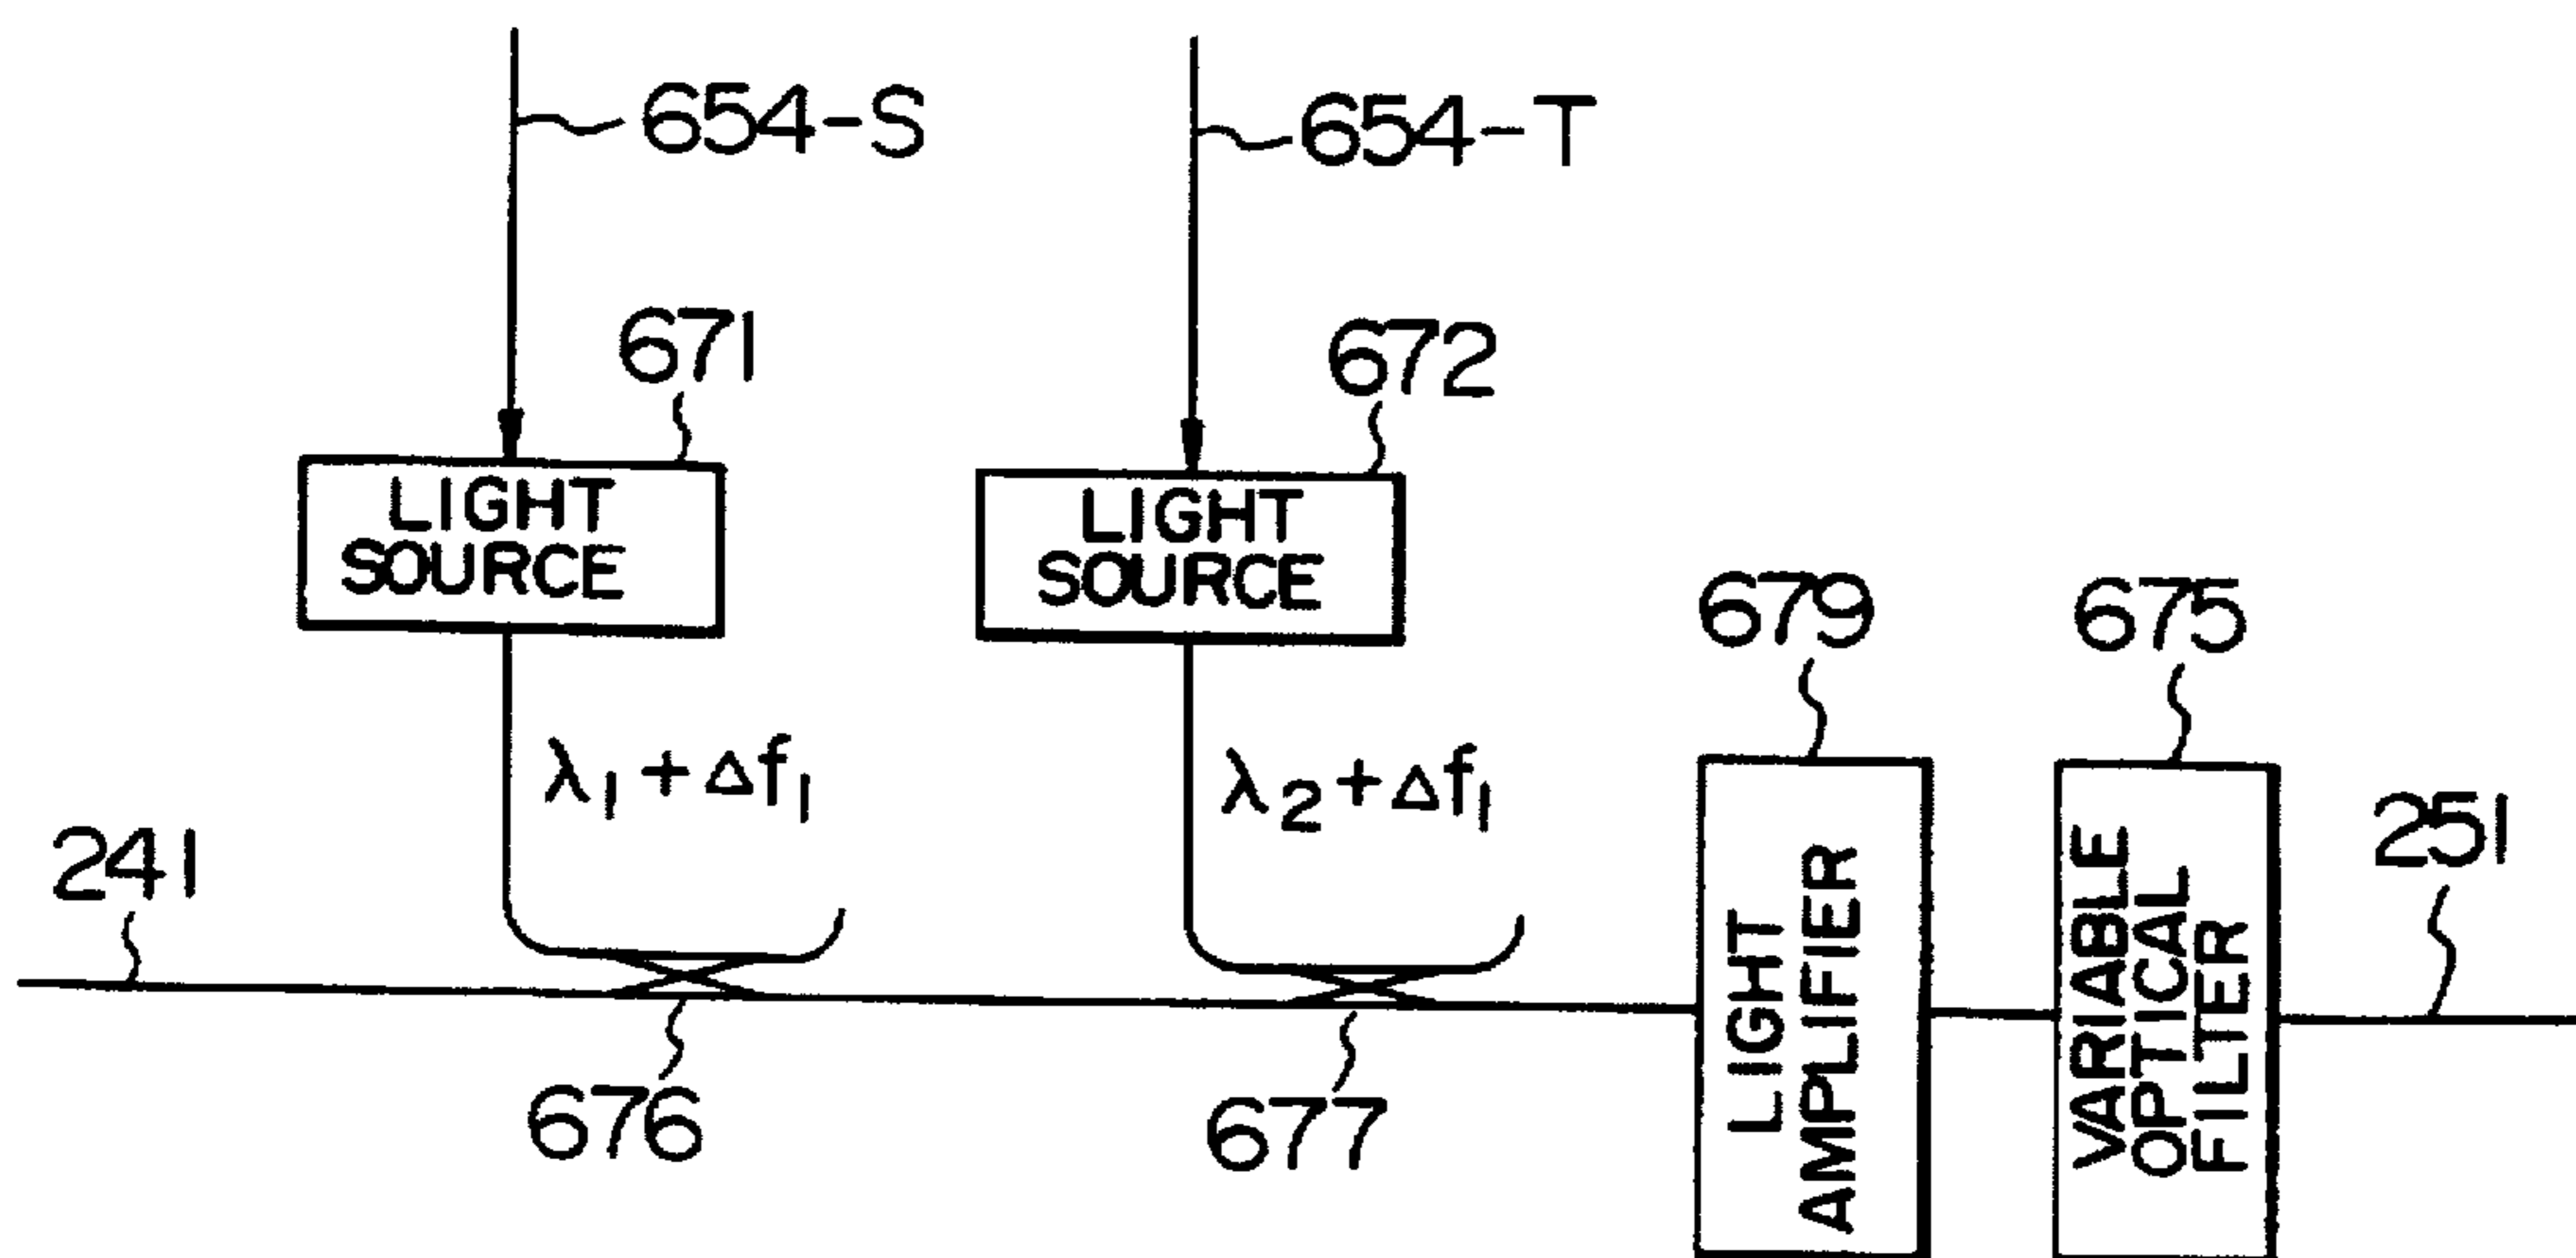 654-S
654-T
671
672
LIGHT
SOURCE
LIGHT
SOURCE
679
675
λ₁ + Δf₁
λ₂ + Δf₁
241
251
LIGHT
AMPLIFIER
VARIABLE
OPTICAL
FILTER
676
677